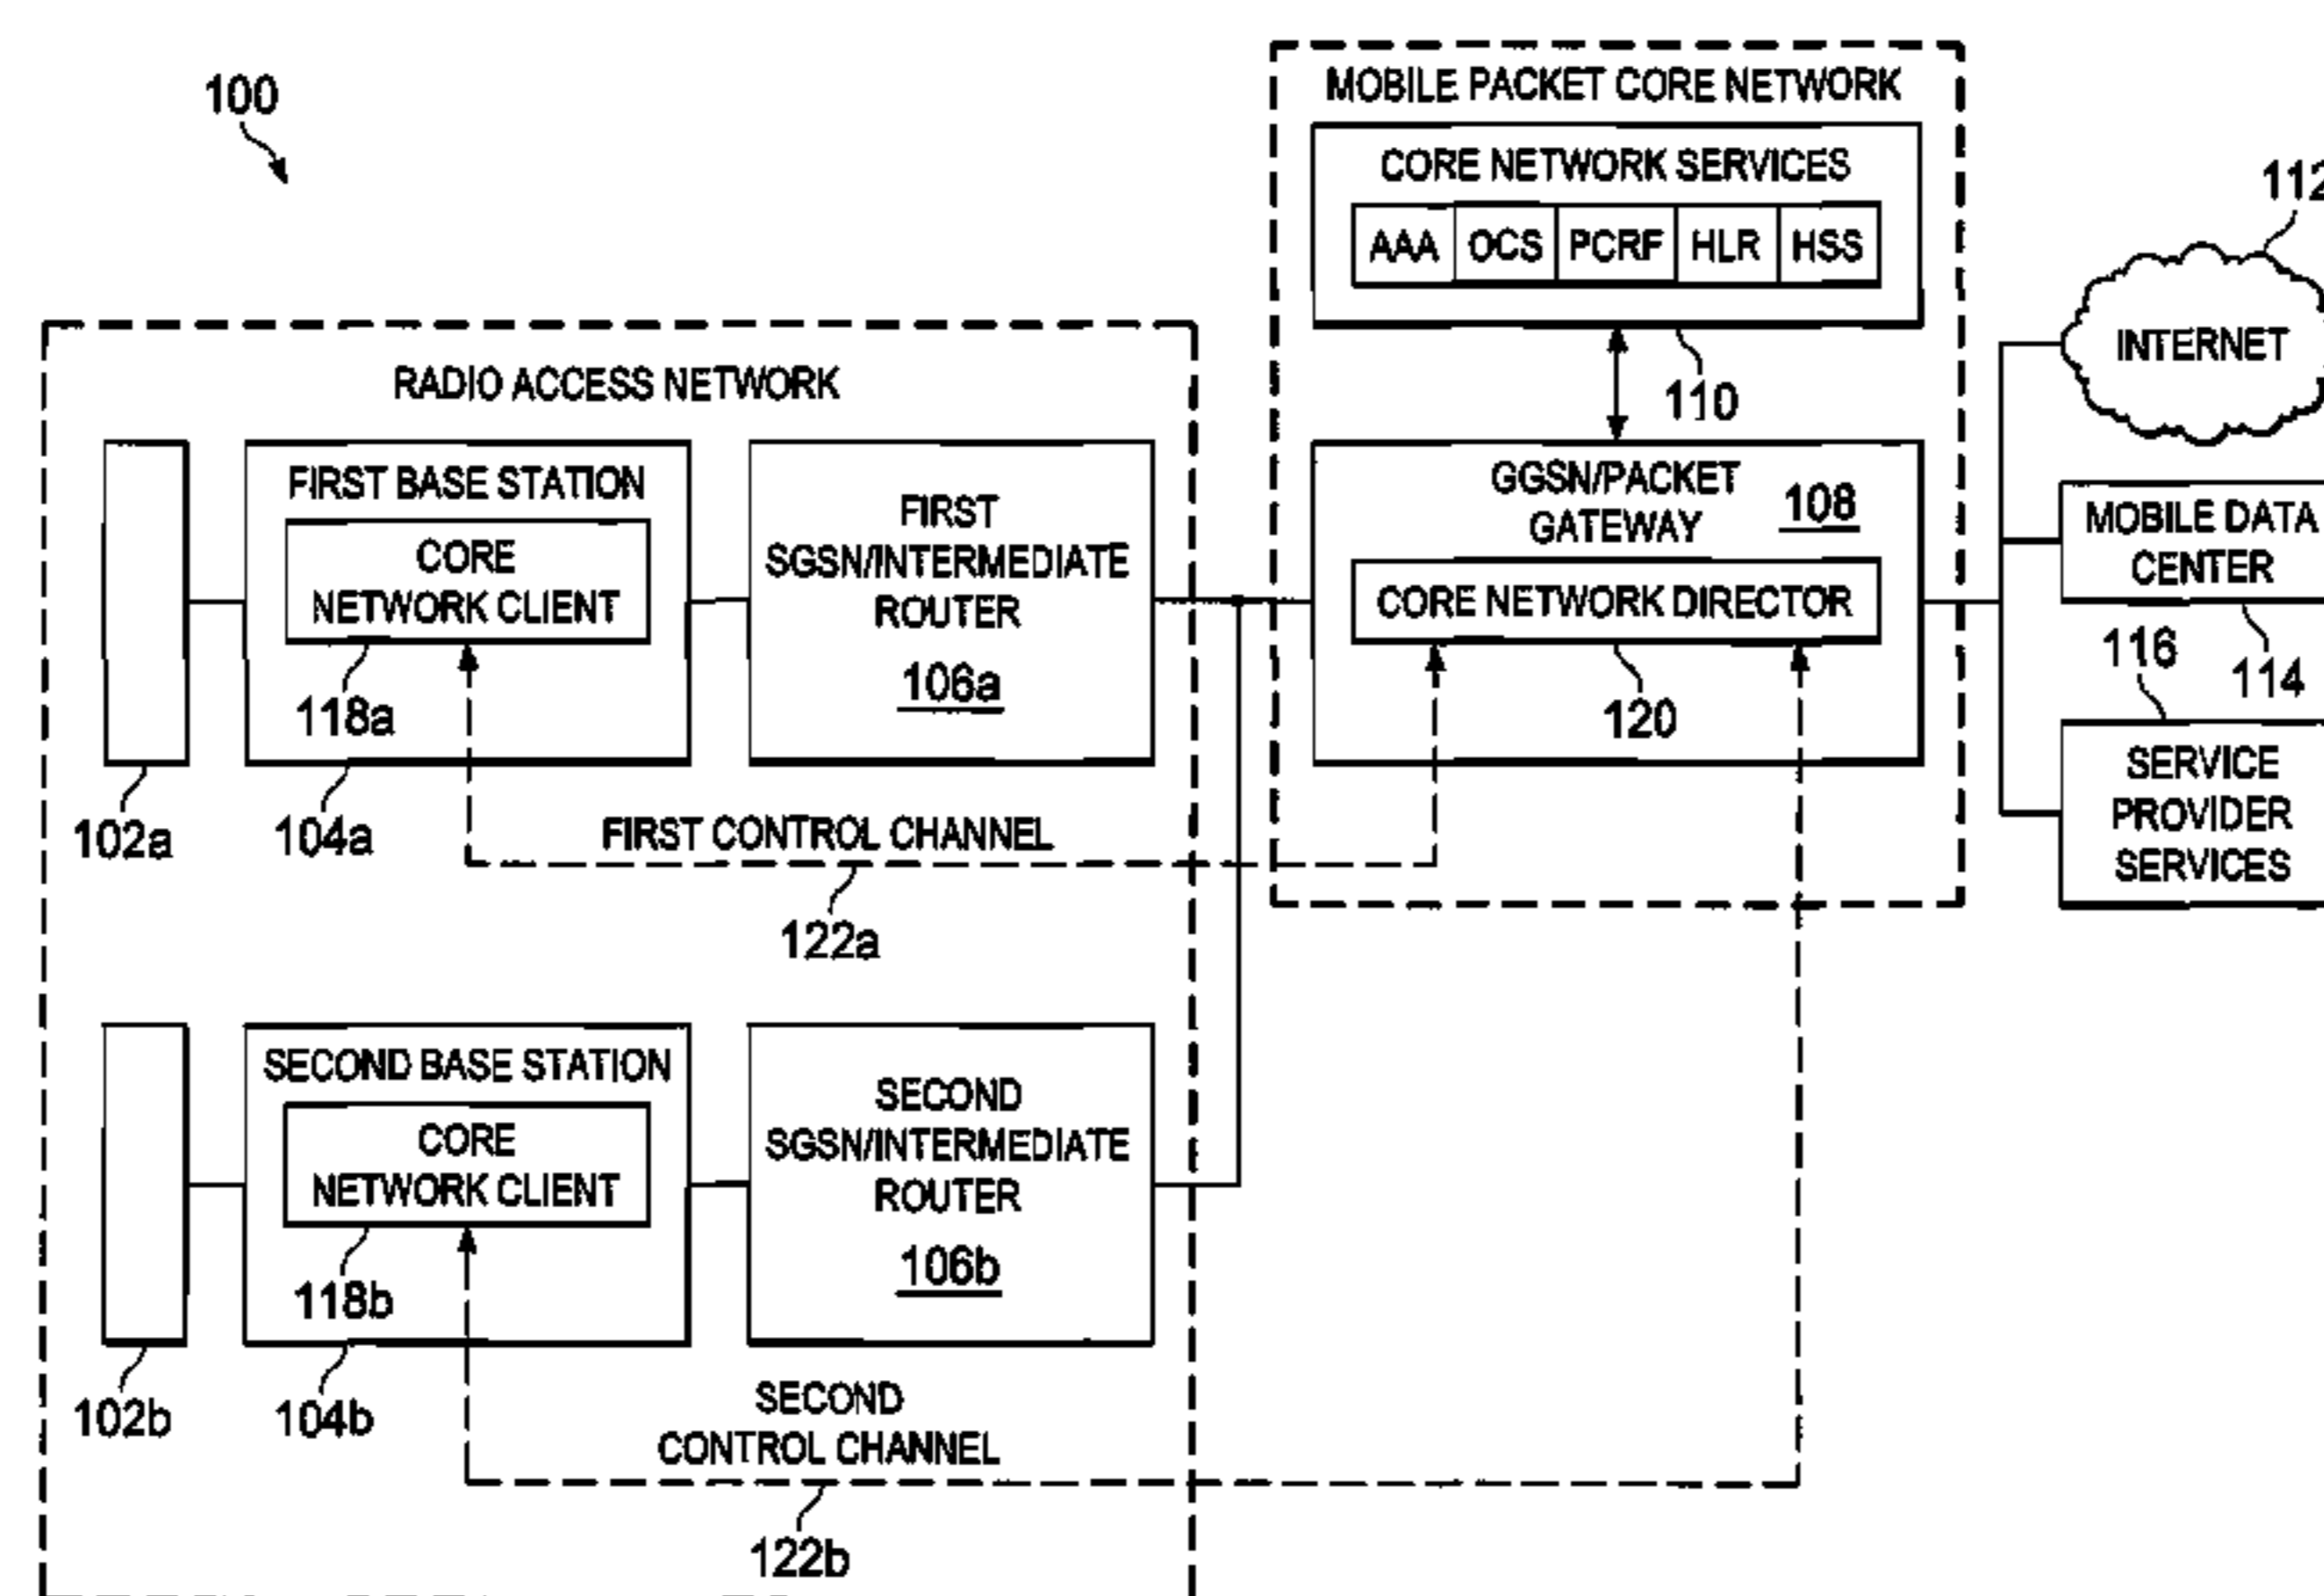 100
MOBILE PACKET CORE NETWORK
CORE NETWORK SERVICES
AAA OCS PCRF HLR HSS
110
112
INTERNET
RADIO ACCESS NETWORK
FIRST BASE STATION
CORE
NETWORK CLIENT
118a
FIRST
SGSN/INTERMEDIATE
ROUTER
106a
102a
104a
FIRST CONTROL CHANNEL
122a
GGSN/PACKET
GATEWAY
108
CORE NETWORK DIRECTOR
120
MOBILE DATA
CENTER
114
116
SERVICE
PROVIDER
SERVICES
SECOND BASE STATION
CORE
NETWORK CLIENT
118b
SECOND
SGSN/INTERMEDIATE
ROUTER
106b
102b
104b
SECOND
CONTROL CHANNEL
122b